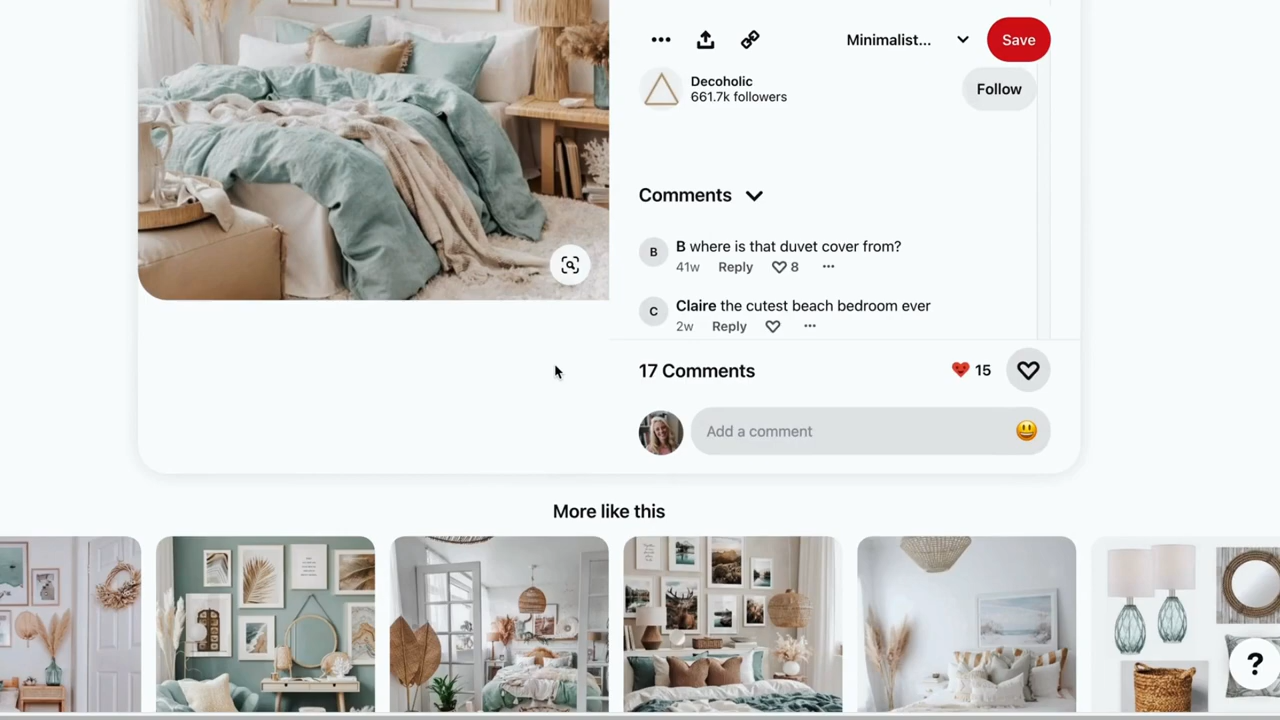 Minimalist...
Save
Decoholic
661.7k followers
Follow
Comments
B
B where is that duvet cover from?
41w
Reply
8
C
Claire the cutest beach bedroom ever
2w
Reply
17 Comments
15
Add a comment
More like this
?